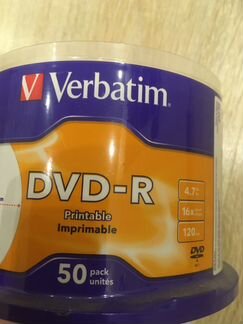 Verbatim
DVD-R
Printable
Imprimable
4.7
16x
120
DVD
50 pack
unités